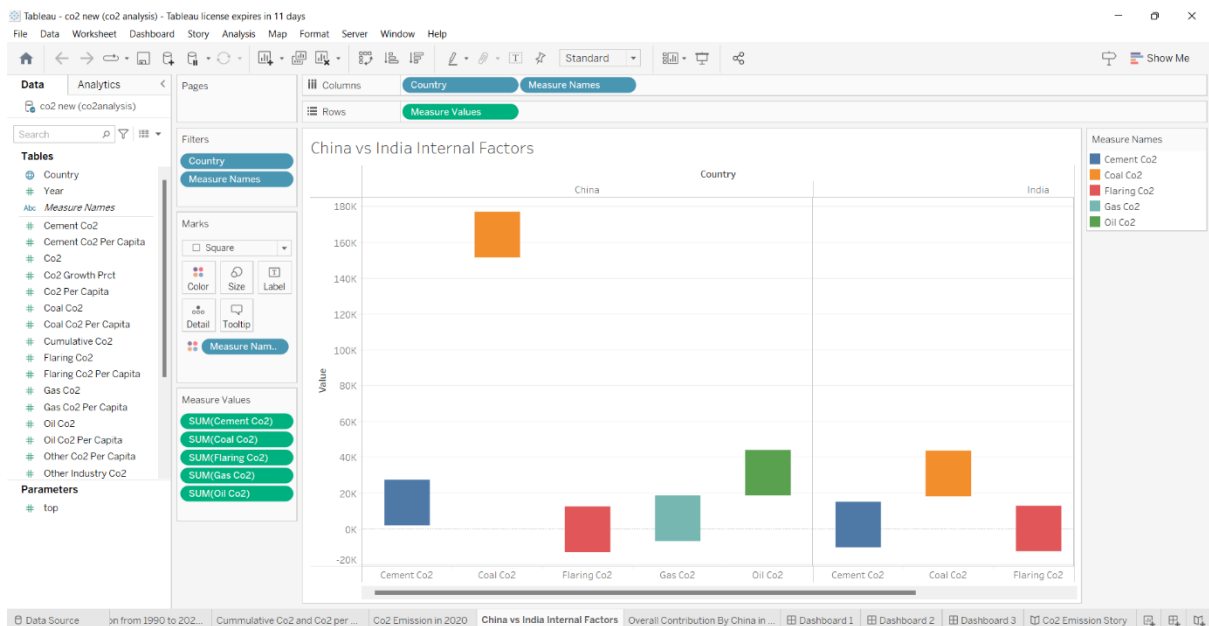 Tableau - co2 new (co2 analysis) - Tableau license expires in 11 days
File Data Worksheet Dashboard Story Analysis Map Format Server Window Help
Standard
Show Me
Data Analytics
co2 new (co2analysis)
Search
Tables
Country
Year
Abc Measure Names
# Cement Co2
# Cement Co2 Per Capita
# Co2
# Co2 Growth Prct
# Co2 Per Capita
# Coal Co2
# Coal Co2 Per Capita
# Cumulative Co2
# Flaring Co2
# Flaring Co2 Per Capita
# Gas Co2
# Gas Co2 Per Capita
# Oil Co2
# Oil Co2 Per Capita
# Other Co2 Per Capita
# Other Industry Co2
Parameters
# top
Pages
Filters
Country
Measure Names
Marks
Square
Color Size Label
Detail Tooltip
Measure Nam..
Measure Values
SUM(Cement Co2)
SUM(Coal Co2)
SUM(Flaring Co2)
SUM(Gas Co2)
SUM(Oil Co2)
Columns Country Measure Names
Rows Measure Values
China vs India Internal Factors
Country
China India
Value
180K
160K
140K
120K
100K
80K
60K
40K
20K
0K
-20K
Cement Co2 Coal Co2 Flaring Co2 Gas Co2 Oil Co2 Cement Co2 Coal Co2 Flaring Co2
Measure Names
Cement Co2
Coal Co2
Flaring Co2
Gas Co2
Oil Co2
Data Source on from 1990 to 202... Cummulative Co2 and Co2 per ... Co2 Emission in 2020 China vs India Internal Factors Overall Contribution By China in ... Dashboard 1 Dashboard 2 Dashboard 3 Co2 Emission Story